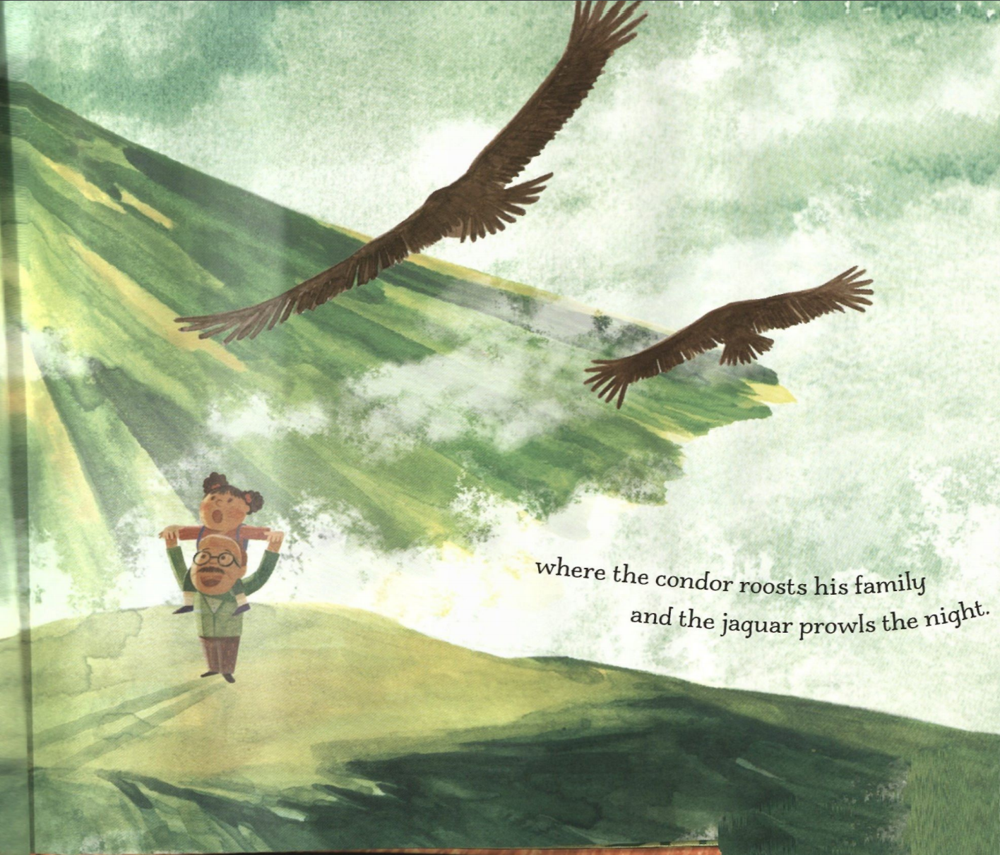 where the condor roosts his family
and the jaguar prowls the night.